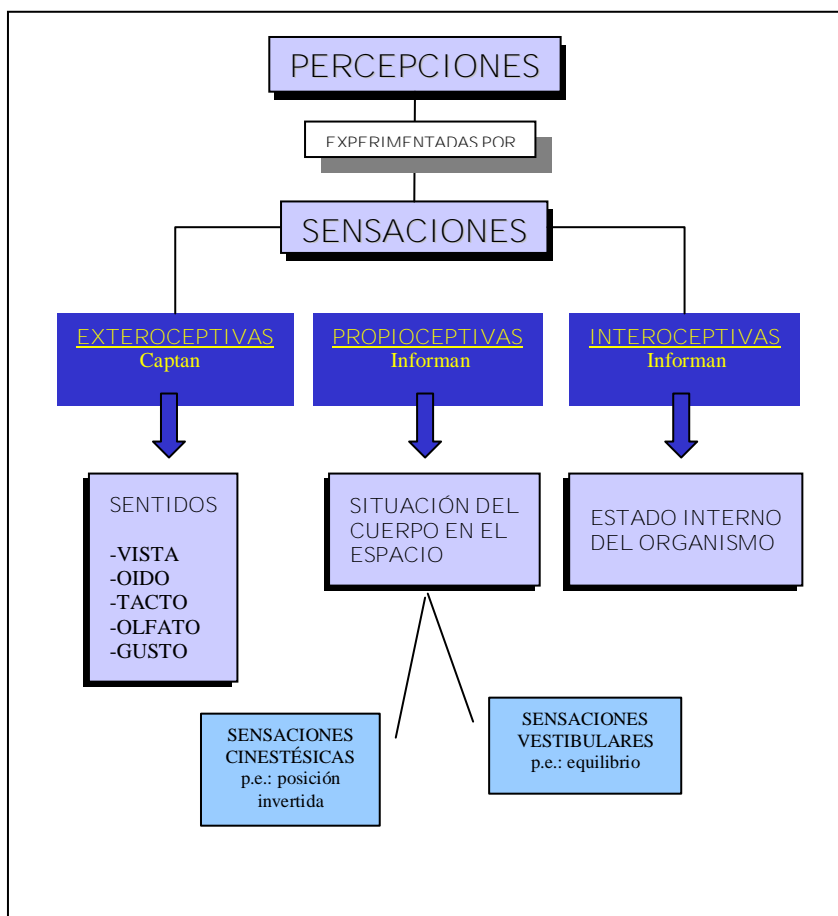 PERCEPCIONES
EXPERIMENTADAS POR
SENSACIONES
EXTEROCEPTIVAS
Captan
PROPIOCEPTIVAS
Informan
INTEROCEPTIVAS
Informan
SENTIDOS
-VISTA
-OIDO
-TACTO
-OLFATO
-GUSTO
SITUACIÓN DEL
CUERPO EN EL
ESPACIO
ESTADO INTERNO
DEL ORGANISMO
SENSACIONES
CINESTÉSICAS
p.e.: posición
invertida
SENSACIONES
VESTIBULARES
p.e.: equilibrio